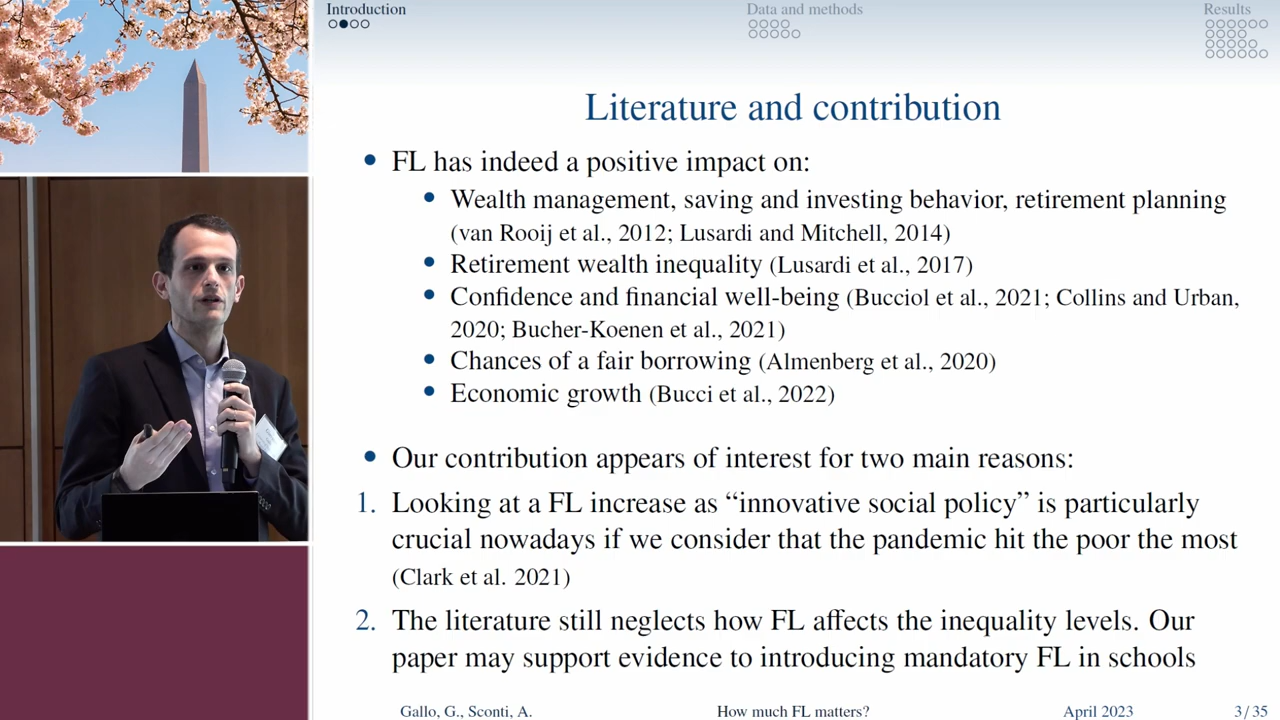 Introduction
Data and methods
Results
Literature and contribution
FL has indeed a positive impact on:
Wealth management, saving and investing behavior, retirement planning
(van Rooij et al., 2012; Lusardi and Mitchell, 2014)
Retirement wealth inequality (Lusardi et al., 2017)
Confidence and financial well-being (Bucciol et al., 2021; Collins and Urban,
2020; Bucher-Koenen et al., 2021)
Chances of a fair borrowing (Almenberg et al., 2020)
Economic growth (Bucci et al., 2022)
Our contribution appears of interest for two main reasons:
1. Looking at a FL increase as “innovative social policy” is particularly
crucial nowadays if we consider that the pandemic hit the poor the most
(Clark et al. 2021)
2. The literature still neglects how FL affects the inequality levels. Our
paper may support evidence to introducing mandatory FL in schools
Gallo, G., Sconti, A.
How much FL matters?
April 2023
3 / 35